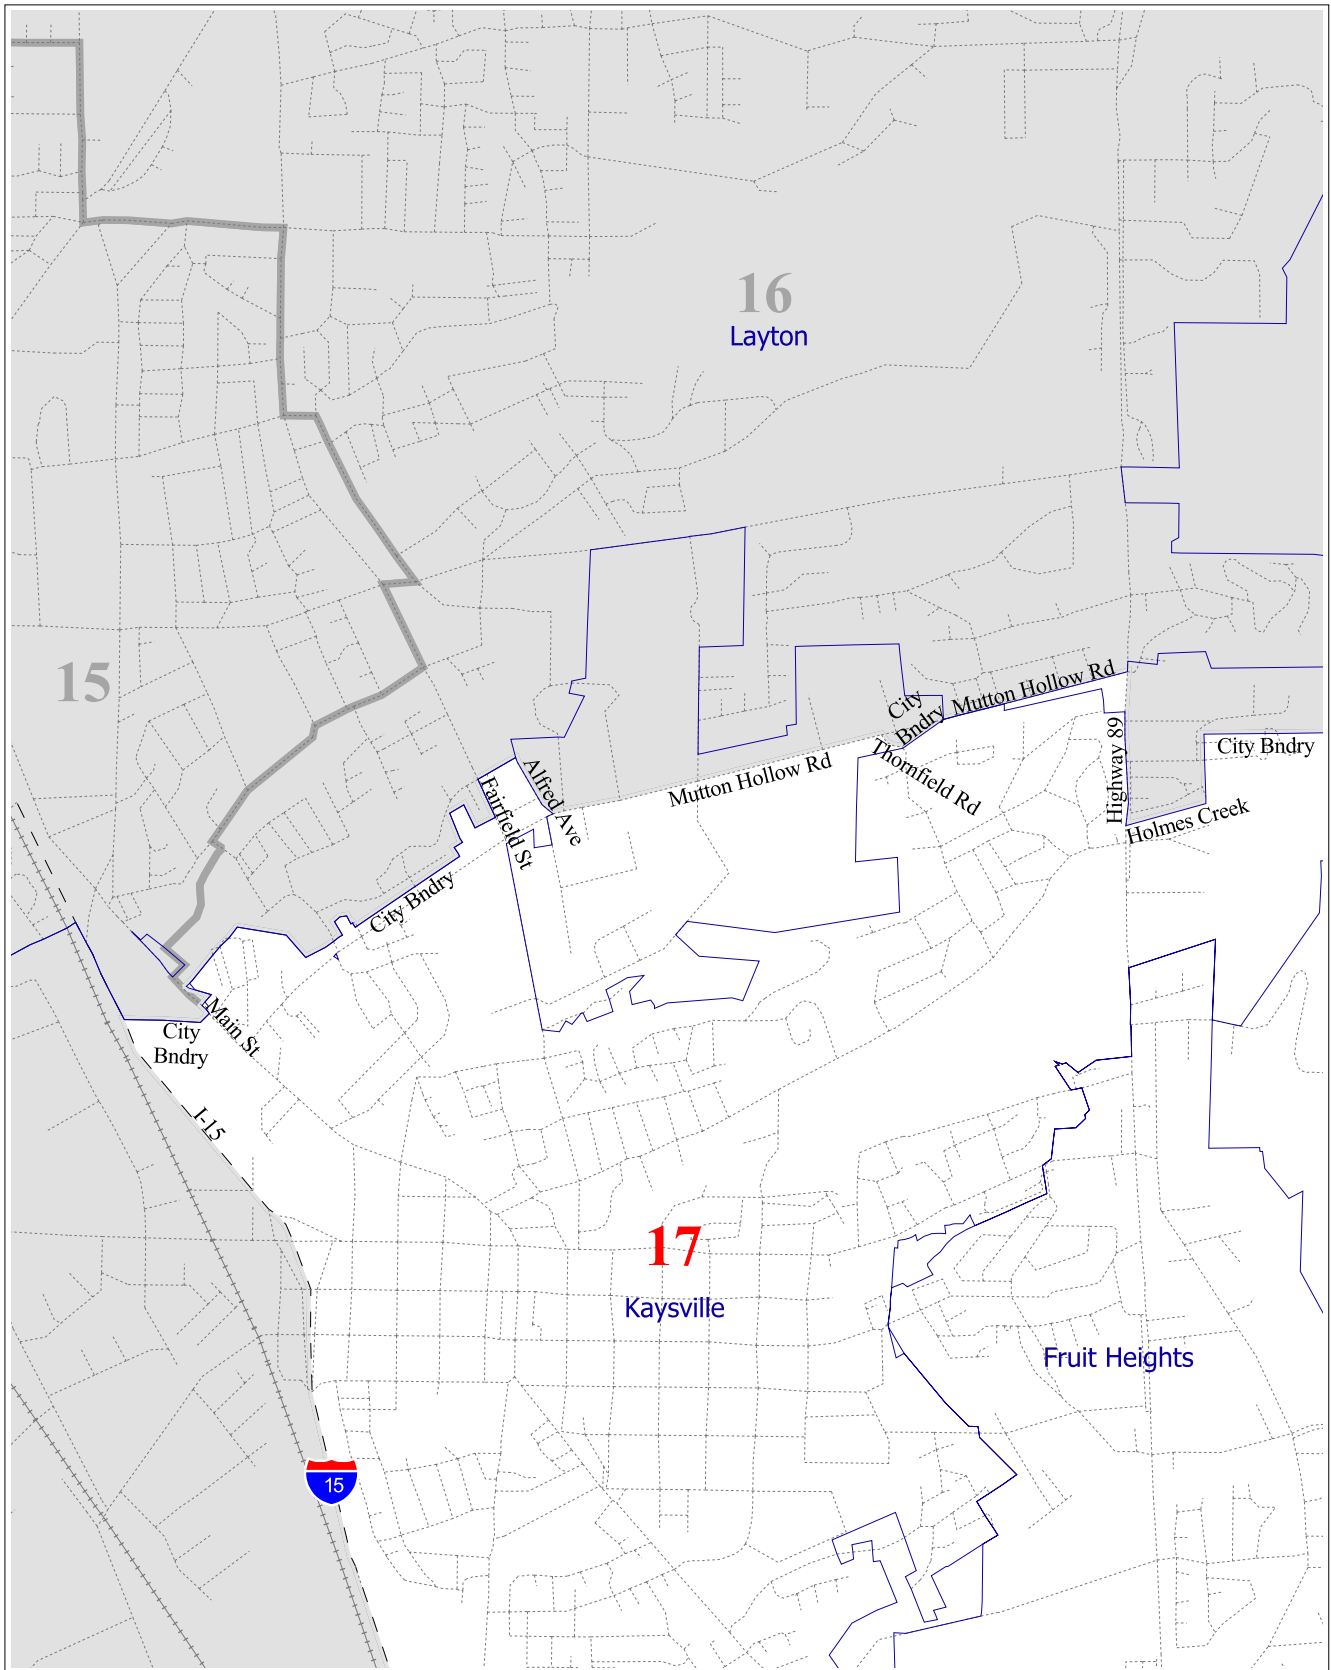 16
Layton
15
Mutton Hollow Rd
City
Bndry
Highway 89
City Bndry
Thornfield Rd
Mutton Hollow Rd
Alfred Ave
Fairfield St
Holmes Creek
City Bndry
Main St
City
Bndry
I-15
17
Kaysville
Fruit Heights
15